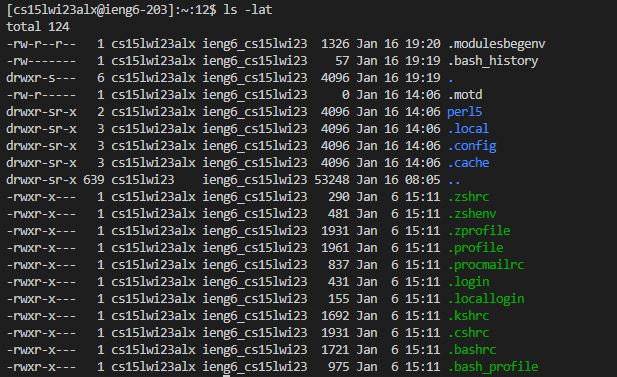 [cs15lwi23alx@ieng6-203]:~:12$ ls -lat
total 124
-rw-r--r--   1 cs15lwi23alx ieng6_cs15lwi23  1326 Jan 16 19:20 .modulesbegenv
-rw-------   1 cs15lwi23alx ieng6_cs15lwi23    57 Jan 16 19:19 .bash_history
drwxr-s---   6 cs15lwi23alx ieng6_cs15lwi23  4096 Jan 16 19:19 .
-rw-r-----   1 cs15lwi23alx ieng6_cs15lwi23     0 Jan 16 14:06 .motd
drwxr-sr-x   2 cs15lwi23alx ieng6_cs15lwi23  4096 Jan 16 14:06 perl5
drwxr-sr-x   3 cs15lwi23alx ieng6_cs15lwi23  4096 Jan 16 14:06 .local
drwxr-sr-x   3 cs15lwi23alx ieng6_cs15lwi23  4096 Jan 16 14:06 .config
drwxr-sr-x   3 cs15lwi23alx ieng6_cs15lwi23  4096 Jan 16 14:06 .cache
drwxr-sr-x 639 cs15lwi23    ieng6_cs15lwi23 53248 Jan 16 08:05 ..
-rwxr-x---   1 cs15lwi23alx ieng6_cs15lwi23   290 Jan  6 15:11 .zshrc
-rwxr-x---   1 cs15lwi23alx ieng6_cs15lwi23   481 Jan  6 15:11 .zshenv
-rwxr-x---   1 cs15lwi23alx ieng6_cs15lwi23  1931 Jan  6 15:11 .zprofile
-rwxr-x---   1 cs15lwi23alx ieng6_cs15lwi23  1961 Jan  6 15:11 .profile
-rwxr-x---   1 cs15lwi23alx ieng6_cs15lwi23   837 Jan  6 15:11 .procmailrc
-rwxr-x---   1 cs15lwi23alx ieng6_cs15lwi23   431 Jan  6 15:11 .login
-rwxr-x---   1 cs15lwi23alx ieng6_cs15lwi23   155 Jan  6 15:11 .locallogin
-rwxr-x---   1 cs15lwi23alx ieng6_cs15lwi23  1692 Jan  6 15:11 .kshrc
-rwxr-x---   1 cs15lwi23alx ieng6_cs15lwi23  1931 Jan  6 15:11 .cshrc
-rwxr-x---   1 cs15lwi23alx ieng6_cs15lwi23  1721 Jan  6 15:11 .bashrc
-rwxr-x---   1 cs15lwi23alx ieng6_cs15lwi23   975 Jan  6 15:11 .bash_profile